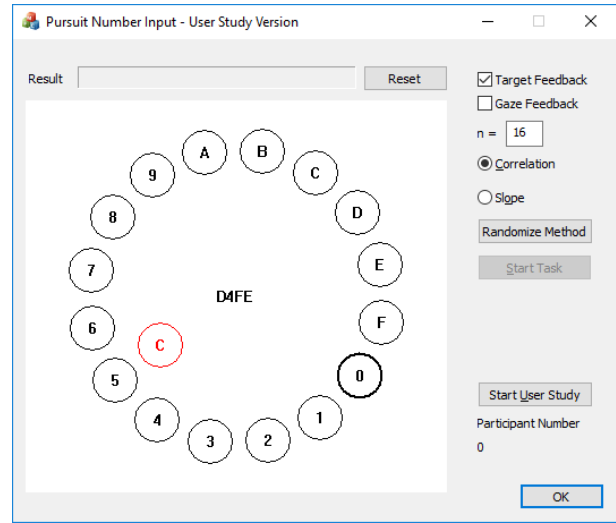 Pursuit Number Input - User Study Version
Result
Reset
Target Feedback
Gaze Feedback
n = 16
Correlation
Slope
Randomize Method
Start Task
A
B
9
C
8
D
7
E
D4FE
6
F
C
5
0
4
1
3
2
Start User Study
Participant Number
0
OK